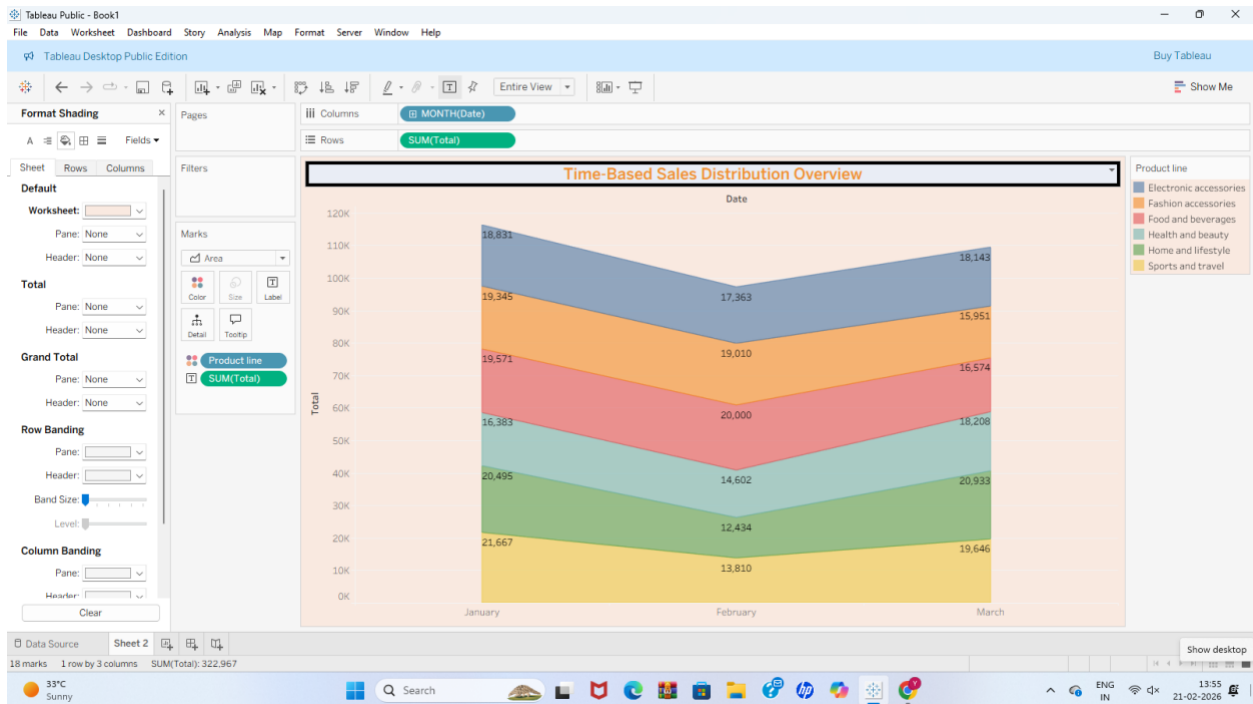 Tableau Public - Book1
File Data Worksheet Dashboard Story Analysis Map Format Server Window Help
Tableau Desktop Public Edition Buy Tableau
Entire View Show Me
Format Shading
Fields
Sheet Rows Columns
Default
Worksheet:
Pane: None
Header: None
Total
Pane: None
Header: None
Grand Total
Pane: None
Header: None
Row Banding
Pane:
Header:
Band Size:
Level:
Column Banding
Pane:
Header:
Clear
Pages
Filters
Marks
Area
Color Size Label
Detail Tooltip
Product line
SUM(Total)
Columns MONTH(Date)
Rows SUM(Total)
Time-Based Sales Distribution Overview
Date
Total
120K
110K
100K
90K
80K
70K
60K
50K
40K
30K
20K
10K
0K
18,831 17,363 18,143
19,345 19,010 15,951
19,571 20,000 16,574
16,383 14,602 18,208
20,495 12,434 20,933
21,667 13,810 19,646
January February March
Product line
Electronic accessories
Fashion accessories
Food and beverages
Health and beauty
Home and lifestyle
Sports and travel
Data Source Sheet 2
Show desktop
18 marks 1 row by 3 columns SUM(Total): 322,967
33°C
Sunny
Search
ENG
IN
13:55
21-02-2026